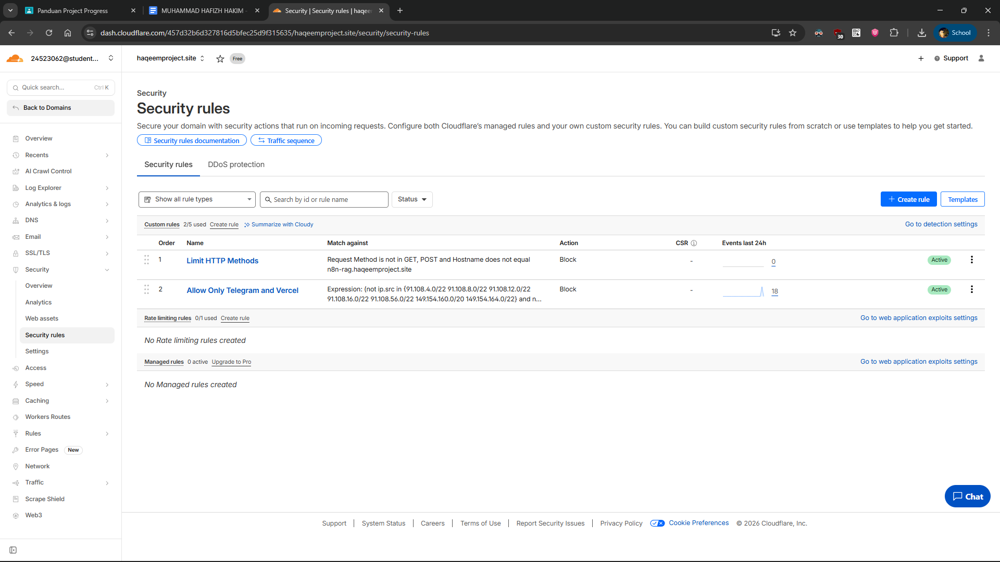 Panduan Project Progress
MUHAMMAD HAFIZH HAKIM -
Security | Security rules | haqee
dash.cloudflare.com/457d32b6d327816d5bfec25d9f315635/haqeemproject.site/security/security-rules
30
School
24523062@student...
haqeemproject.site
Free
Support
Quick search...
Ctrl K
Back to Domains
Overview
Recents
AI Crawl Control
Log Explorer
Analytics & logs
DNS
Email
SSL/TLS
Security
Overview
Analytics
Web assets
Security rules
Settings
Access
Speed
Caching
Workers Routes
Rules
Error Pages New
Network
Traffic
Scrape Shield
Web3
Security
Security rules
Secure your domain with security actions that run on incoming requests. Configure both Cloudflare's managed rules and your own custom security rules. You can build custom security rules from scratch or use templates to help you get started.
Security rules documentation
Traffic sequence
Security rules
DDoS protection
Show all rule types
Search by id or rule name
Status
Create rule
Templates
Custom rules 2/5 used Create rule Summarize with Cloudy
Go to detection settings
Order Name Match against Action CSR Events last 24h
1 Limit HTTP Methods Request Method is not in GET, POST and Hostname does not equal
n8n-rag.haqeemproject.site
Block - 0 Active
2 Allow Only Telegram and Vercel Expression: (not ip.src in {91.108.4.0/22 91.108.8.0/22 91.108.12.0/22
91.108.16.0/22 91.108.56.0/22 149.154.160.0/20 149.154.164.0/22} and n...
Block - 18 Active
Rate limiting rules 0/1 used Create rule
Go to web application exploits settings
No Rate limiting rules created
Managed rules 0 active Upgrade to Pro
Go to web application exploits settings
No Managed rules created
Chat
Support | System Status | Careers | Terms of Use | Report Security Issues | Privacy Policy Cookie Preferences © 2026 Cloudflare, Inc.